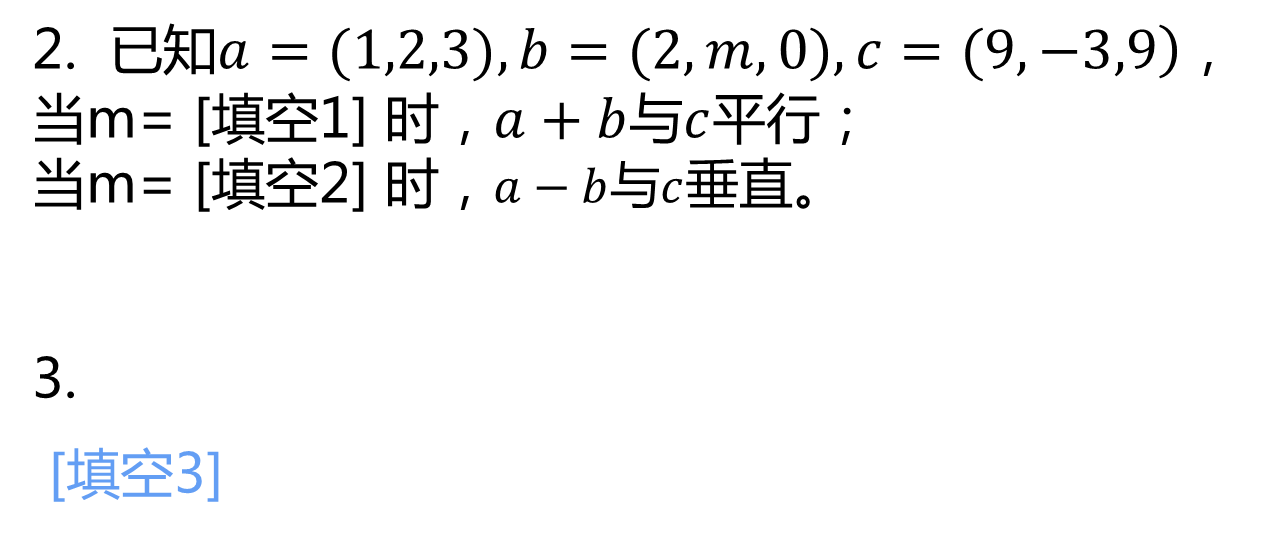 2. 已知a = (1,2,3), b = (2, m, 0), c = (9, −3,9)，
当m= [填空1] 时，a + b与c平行；
当m= [填空2] 时，a − b与c垂直。
3.
[填空3]